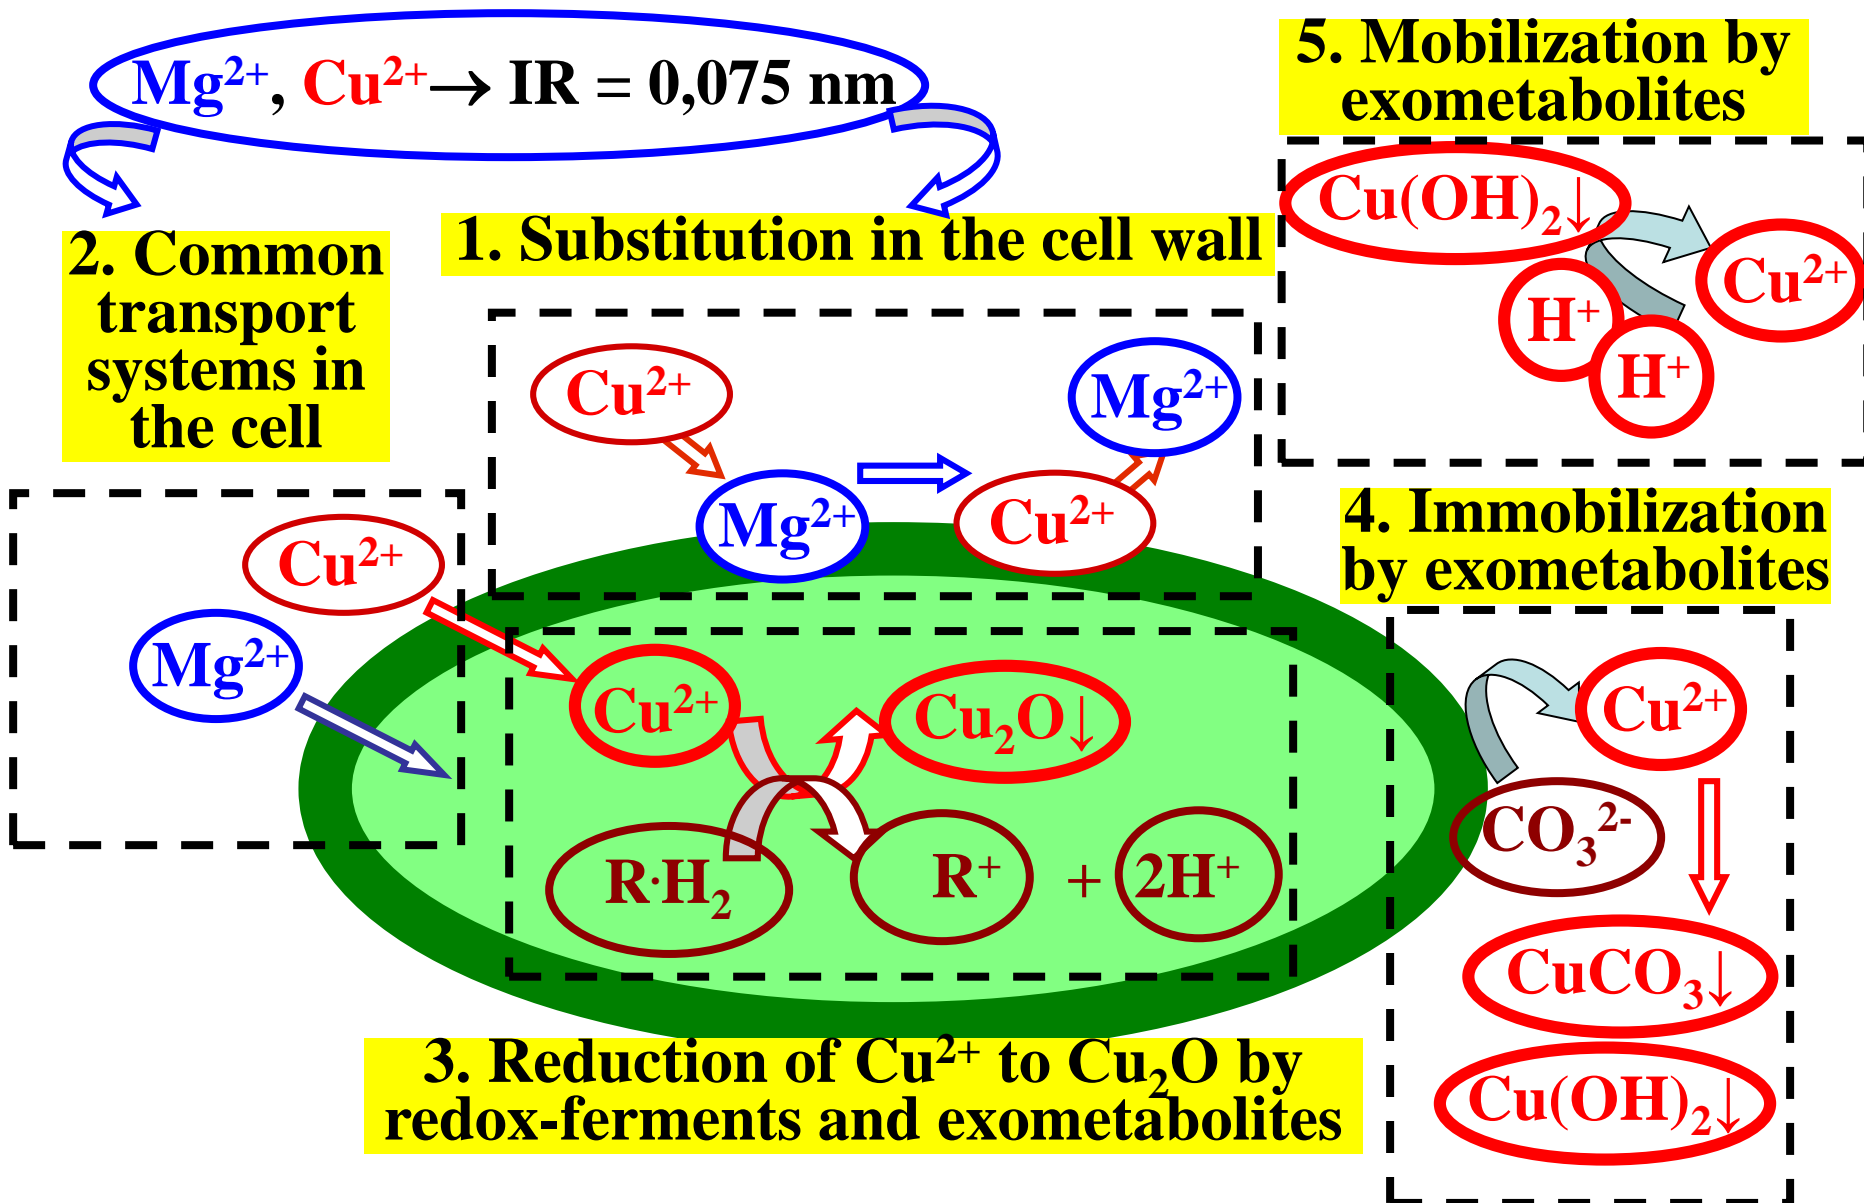 Mg²⁺, Cu²⁺→ IR = 0,075 nm
2. Common
transport
systems in
the cell
1. Substitution in the cell wall
Cu²⁺
Mg²⁺
Mg²⁺
Cu²⁺
Cu²⁺
Mg²⁺
Cu²⁺
Cu₂O↓
R·H₂
R⁺
+
2H⁺
3. Reduction of Cu²⁺ to Cu₂O by
redox-ferments and exometabolites
5. Mobilization by
exometabolites
Cu(OH)₂↓
Cu²⁺
H⁺
H⁺
4. Immobilization
by exometabolites
Cu²⁺
CO₃²⁻
CuCO₃↓
Cu(OH)₂↓